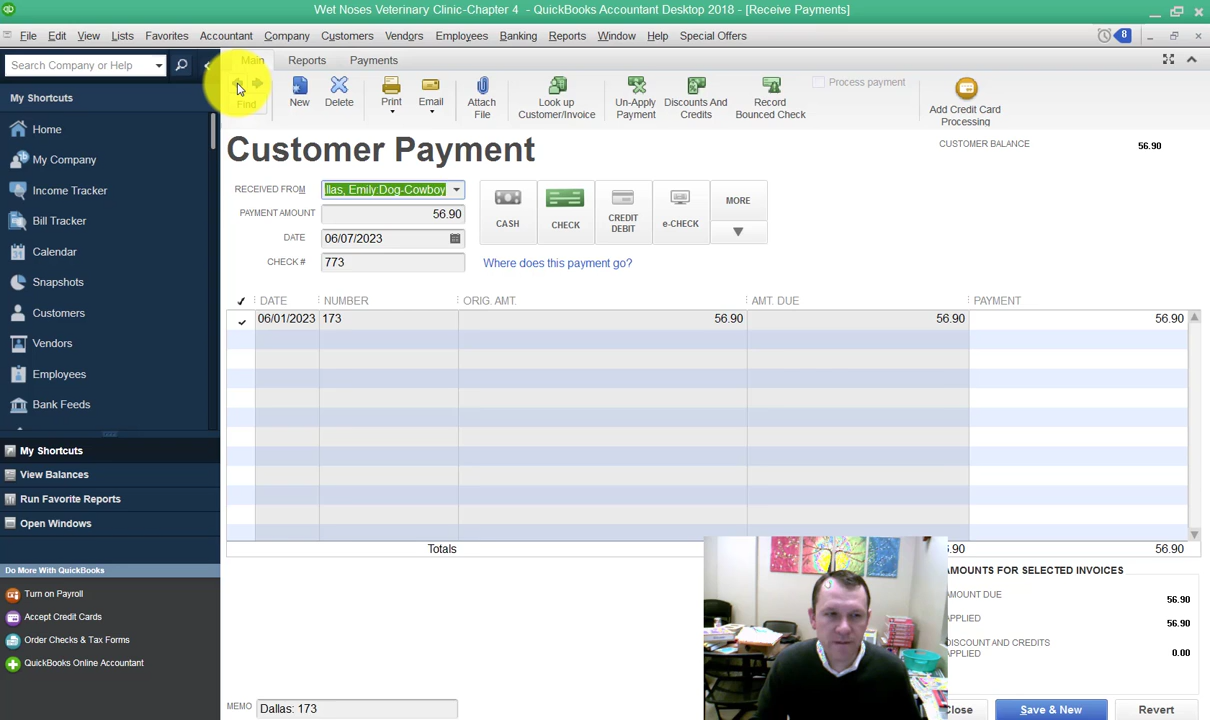 Wet Noses Veterinary Clinic-Chapter 4 - QuickBooks Accountant Desktop 2018 - [Receive Payments]
File Edit View Lists Favorites Accountant Company Customers Vendors Employees Banking Reports Window Help Special Offers 8
Search Company or Help
Main Reports Payments
My Shortcuts
Find New Delete Print Email Attach File Look up Customer/Invoice Un-Apply Payment Discounts And Credits Record Bounced Check Process payment Add Credit Card Processing
Home
My Company
Income Tracker
Bill Tracker
Calendar
Snapshots
Customers
Vendors
Employees
Bank Feeds
My Shortcuts
View Balances
Run Favorite Reports
Open Windows
Do More With QuickBooks
Turn on Payroll
Accept Credit Cards
Order Checks & Tax Forms
QuickBooks Online Accountant
Customer Payment
CUSTOMER BALANCE 56.90
RECEIVED FROM llas, Emily:Dog-Cowboy
PAYMENT AMOUNT 56.90
DATE 06/07/2023
CHECK # 773
CASH CHECK CREDIT DEBIT e-CHECK MORE
Where does this payment go?
DATE NUMBER ORIG. AMT. AMT. DUE PAYMENT
06/01/2023 173 56.90 56.90 56.90
Totals .90 56.90
AMOUNTS FOR SELECTED INVOICES
AMOUNT DUE 56.90
APPLIED 56.90
DISCOUNT AND CREDITS APPLIED 0.00
MEMO Dallas: 173
Close Save & New Revert